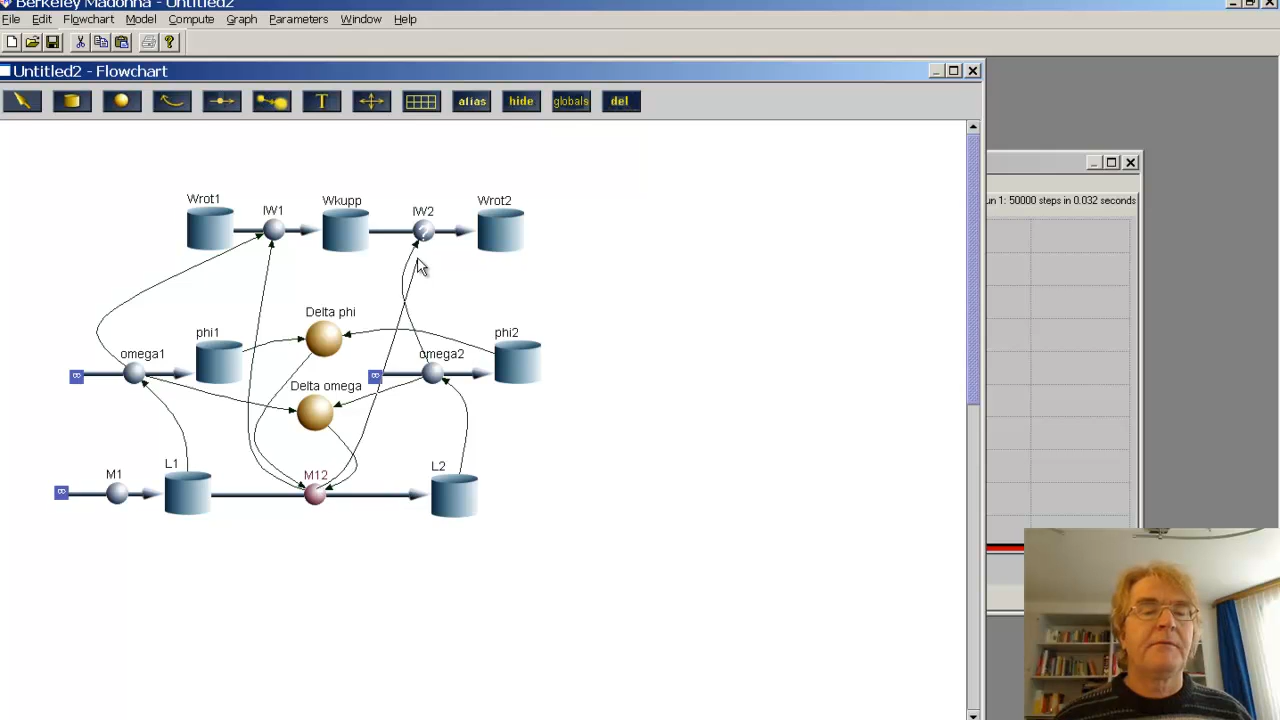 Berkeley Madonna - Untitled2
File Edit Flowchart Model Compute Graph Parameters Window Help
Untitled2 - Flowchart
T alias hide globals del
un 1: 50000 steps in 0.032 seconds
Wrot1 IW1 Wkupp IW2 Wrot2
?
Delta phi
phi1 phi2
omega1 omega2
Delta omega
M1 L1 M12 L2